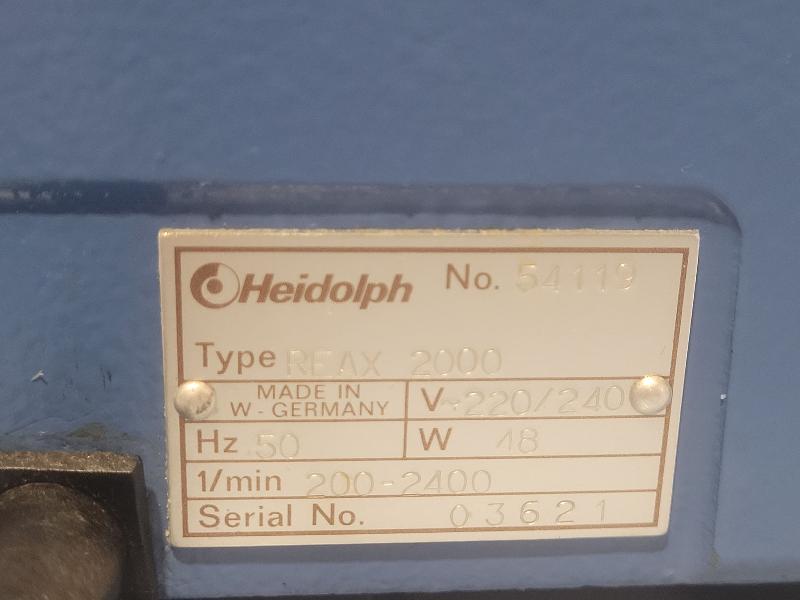 Heidolph No. 54119
Type REAX 2000
MADE IN
W-GERMANY
V~220/240
Hz 50
W 48
1/min 200-2400
Serial No. 03621